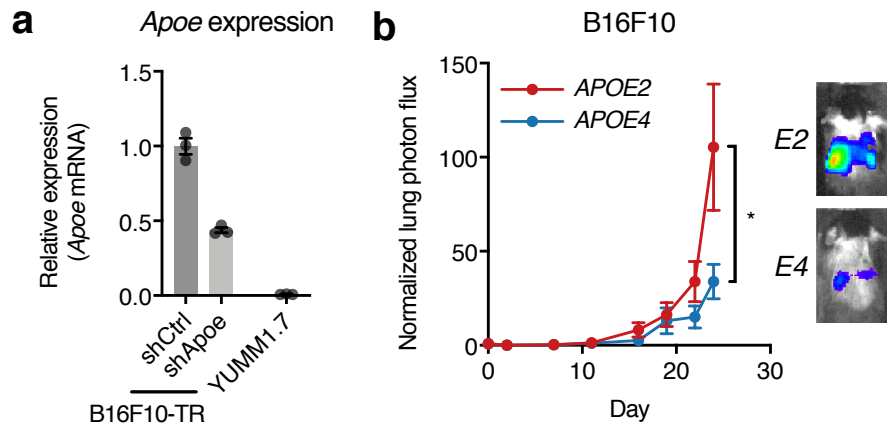 a
Apoe expression
Relative expression
(Apoe mRNA)
1.5
1.0
0.5
0.0
shCtrl
shApoe
YUMM1.7
B16F10-TR
b
B16F10
Normalized lung photon flux
150
100
50
0
APOE2
APOE4
*
0
10
20
30
Day
E2
E4